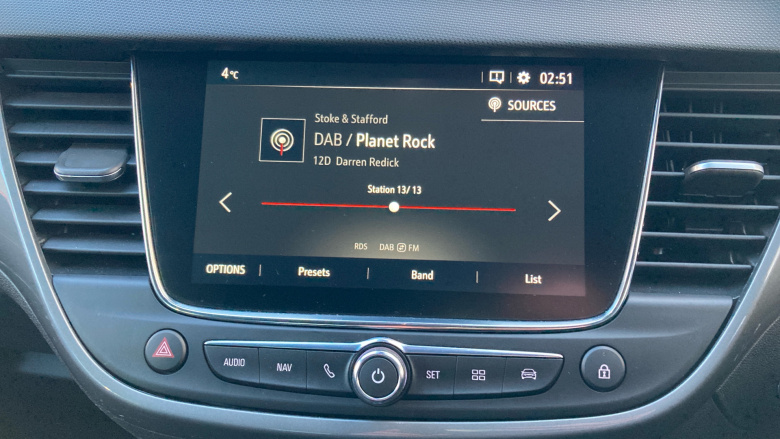 4°C
02:51
SOURCES
Stoke & Stafford
DAB / Planet Rock
12D Darren Redick
Station 13/13
RDS DAB FM
OPTIONS Presets Band List
AUDIO NAV SET